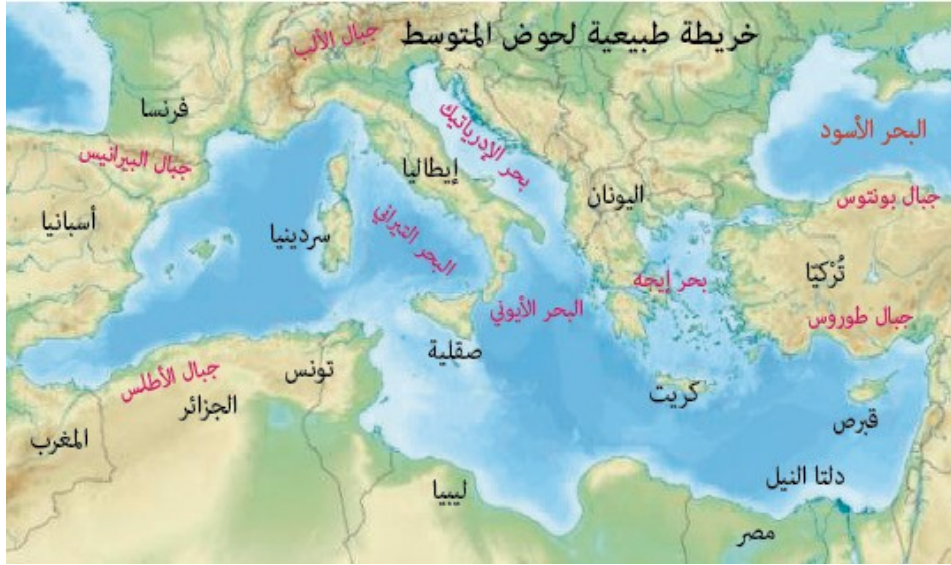 خريطة طبيعية لحوض المتوسط
جبال الألب
فرنسا
البحر الأسود
بحر الإدرياتيك
جبال البيرانيس
إيطاليا
اليونان
جبال بونتوس
أسبانيا
سردينيا
البحر التيراني
تُرْكيّا
بحر إيجه
البحر الأيوني
جبال طوروس
صقلية
تونس
جبال الأطلس
الجزائر
كريت
قبرص
المغرب
دلتا النيل
ليبيا
مصر